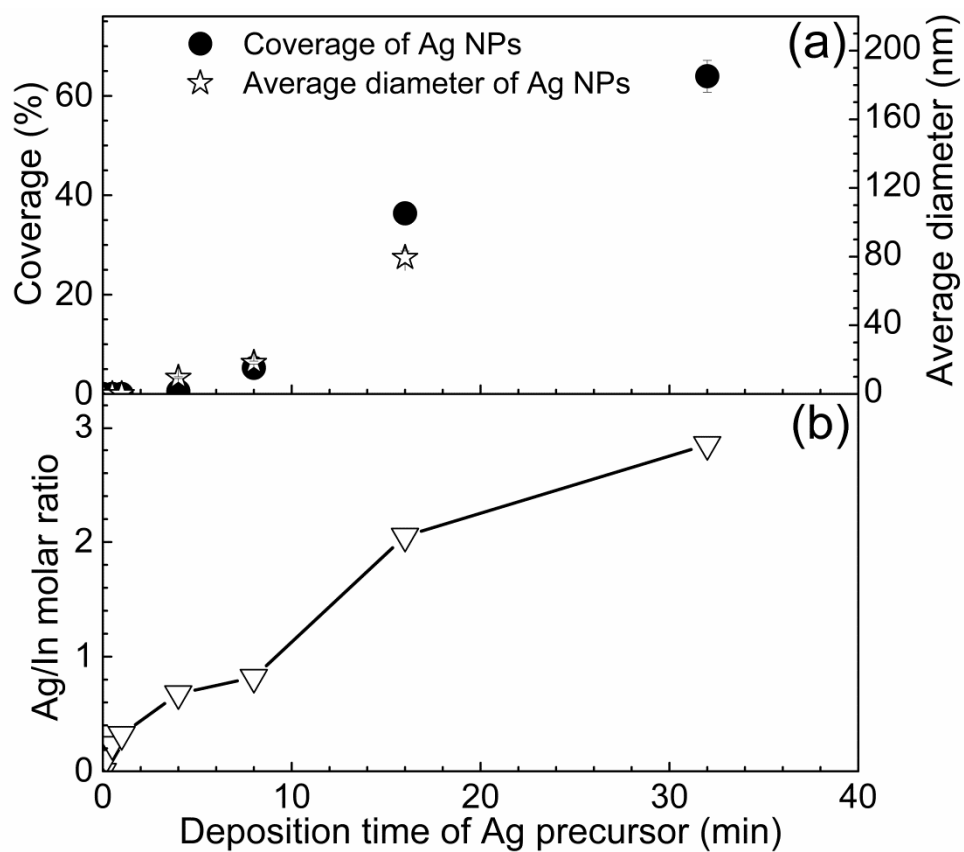 (a)
Coverage of Ag NPs
Average diameter of Ag NPs
Coverage (%)
60
40
20
0
200
160
120
80
40
0
Average diameter (nm)
(b)
Ag/In molar ratio
3
2
1
0
0 10 20 30 40
Deposition time of Ag precursor (min)